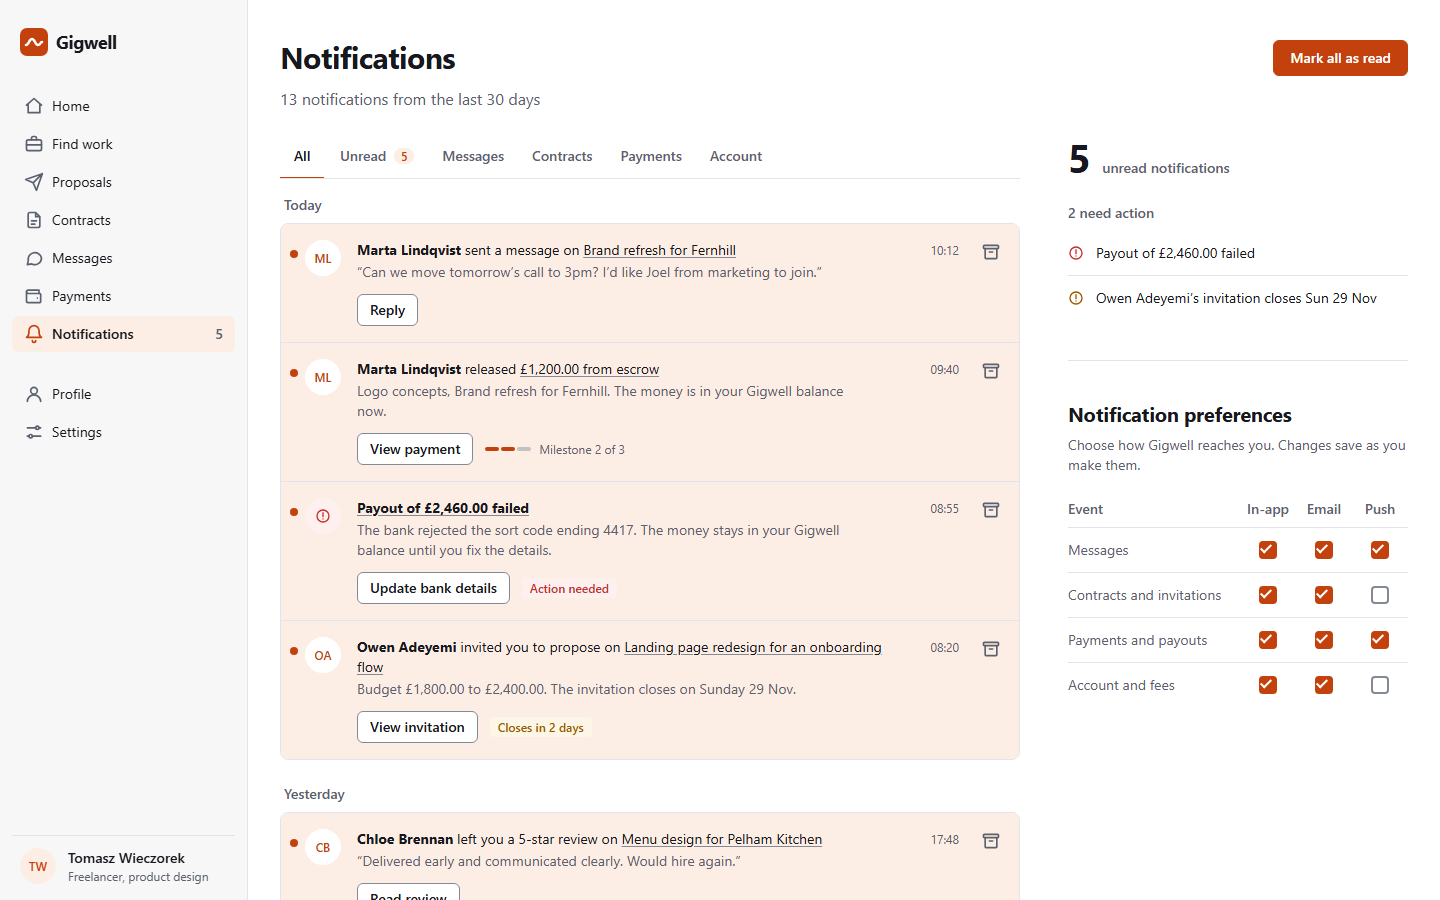 Gigwell
Home
Find work
Proposals
Contracts
Messages
Payments
Notifications 5
Profile
Settings
TW
Tomasz Wieczorek
Freelancer, product design
Notifications
13 notifications from the last 30 days
Mark all as read
All Unread 5 Messages Contracts Payments Account
Today
ML
Marta Lindqvist sent a message on Brand refresh for Fernhill 10:12
“Can we move tomorrow’s call to 3pm? I’d like Joel from marketing to join.”
Reply
ML
Marta Lindqvist released £1,200.00 from escrow 09:40
Logo concepts, Brand refresh for Fernhill. The money is in your Gigwell balance
now.
View payment Milestone 2 of 3
Payout of £2,460.00 failed 08:55
The bank rejected the sort code ending 4417. The money stays in your Gigwell
balance until you fix the details.
Update bank details Action needed
OA
Owen Adeyemi invited you to propose on Landing page redesign for an onboarding 08:20
flow
Budget £1,800.00 to £2,400.00. The invitation closes on Sunday 29 Nov.
View invitation Closes in 2 days
Yesterday
CB
Chloe Brennan left you a 5-star review on Menu design for Pelham Kitchen 17:48
“Delivered early and communicated clearly. Would hire again.”
Read review
5 unread notifications
2 need action
Payout of £2,460.00 failed
Owen Adeyemi’s invitation closes Sun 29 Nov
Notification preferences
Choose how Gigwell reaches you. Changes save as you
make them.
Event In-app Email Push
Messages
Contracts and invitations
Payments and payouts
Account and fees